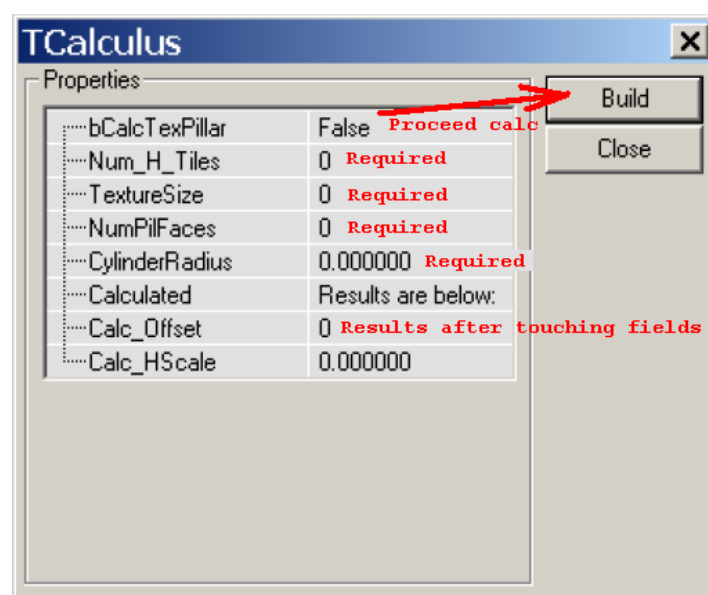 TCalculus
Properties
Build
bCalcTexPillar False Proceed calc
Close
Num_H_Tiles 0 Required
TextureSize 0 Required
NumPilFaces 0 Required
CylinderRadius 0.000000 Required
Calculated Results are below:
Calc_Offset 0 Results after touching fields
Calc_HScale 0.000000